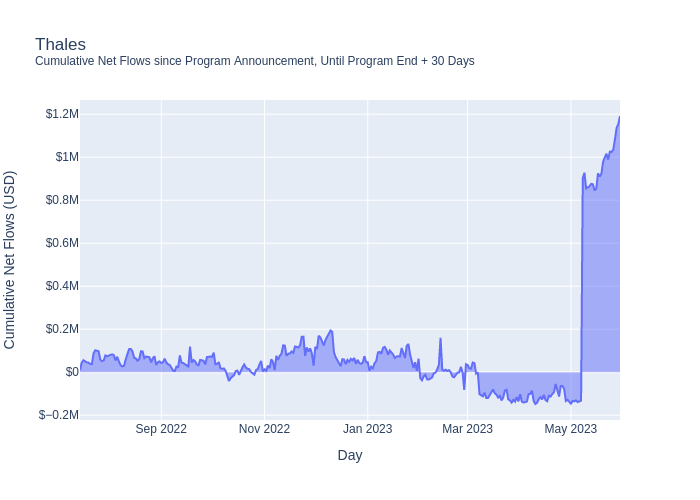 Thales
Cumulative Net Flows since Program Announcement, Until Program End + 30 Days
Cumulative Net Flows (USD)
$1.2M
$1M
$0.8M
$0.6M
$0.4M
$0.2M
$0
$−0.2M
Sep 2022 Nov 2022 Jan 2023 Mar 2023 May 2023
Day